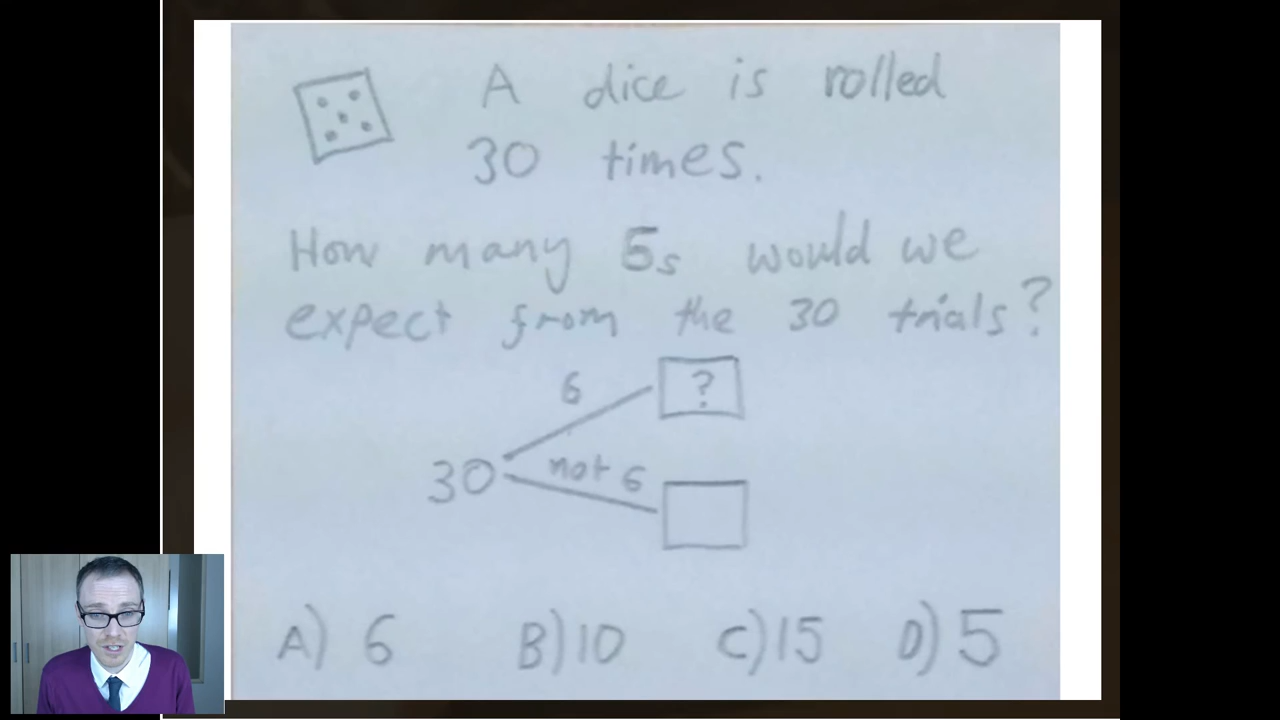 A dice is rolled
30 times.
How many 5s would we
expect from the 30 trials?
6
?
30
not 6
A) 6 B) 10 C) 15 D) 5